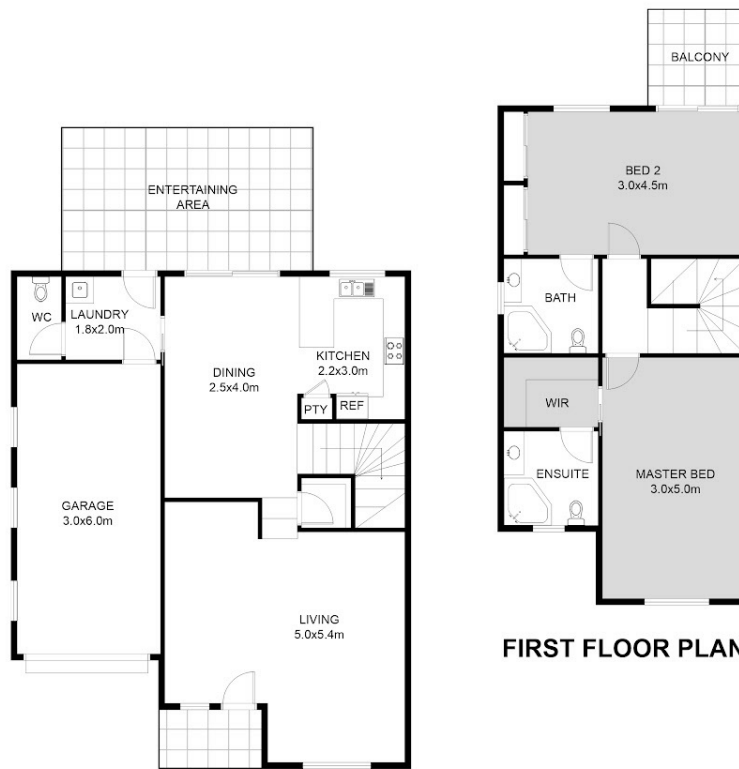 ENTERTAINING
AREA
WC
LAUNDRY
1.8x2.0m
DINING
2.5x4.0m
KITCHEN
2.2x3.0m
PTY
REF
GARAGE
3.0x6.0m
LIVING
5.0x5.4m
BALCONY
BED 2
3.0x4.5m
BATH
WIR
ENSUITE
MASTER BED
3.0x5.0m
FIRST FLOOR PLAN